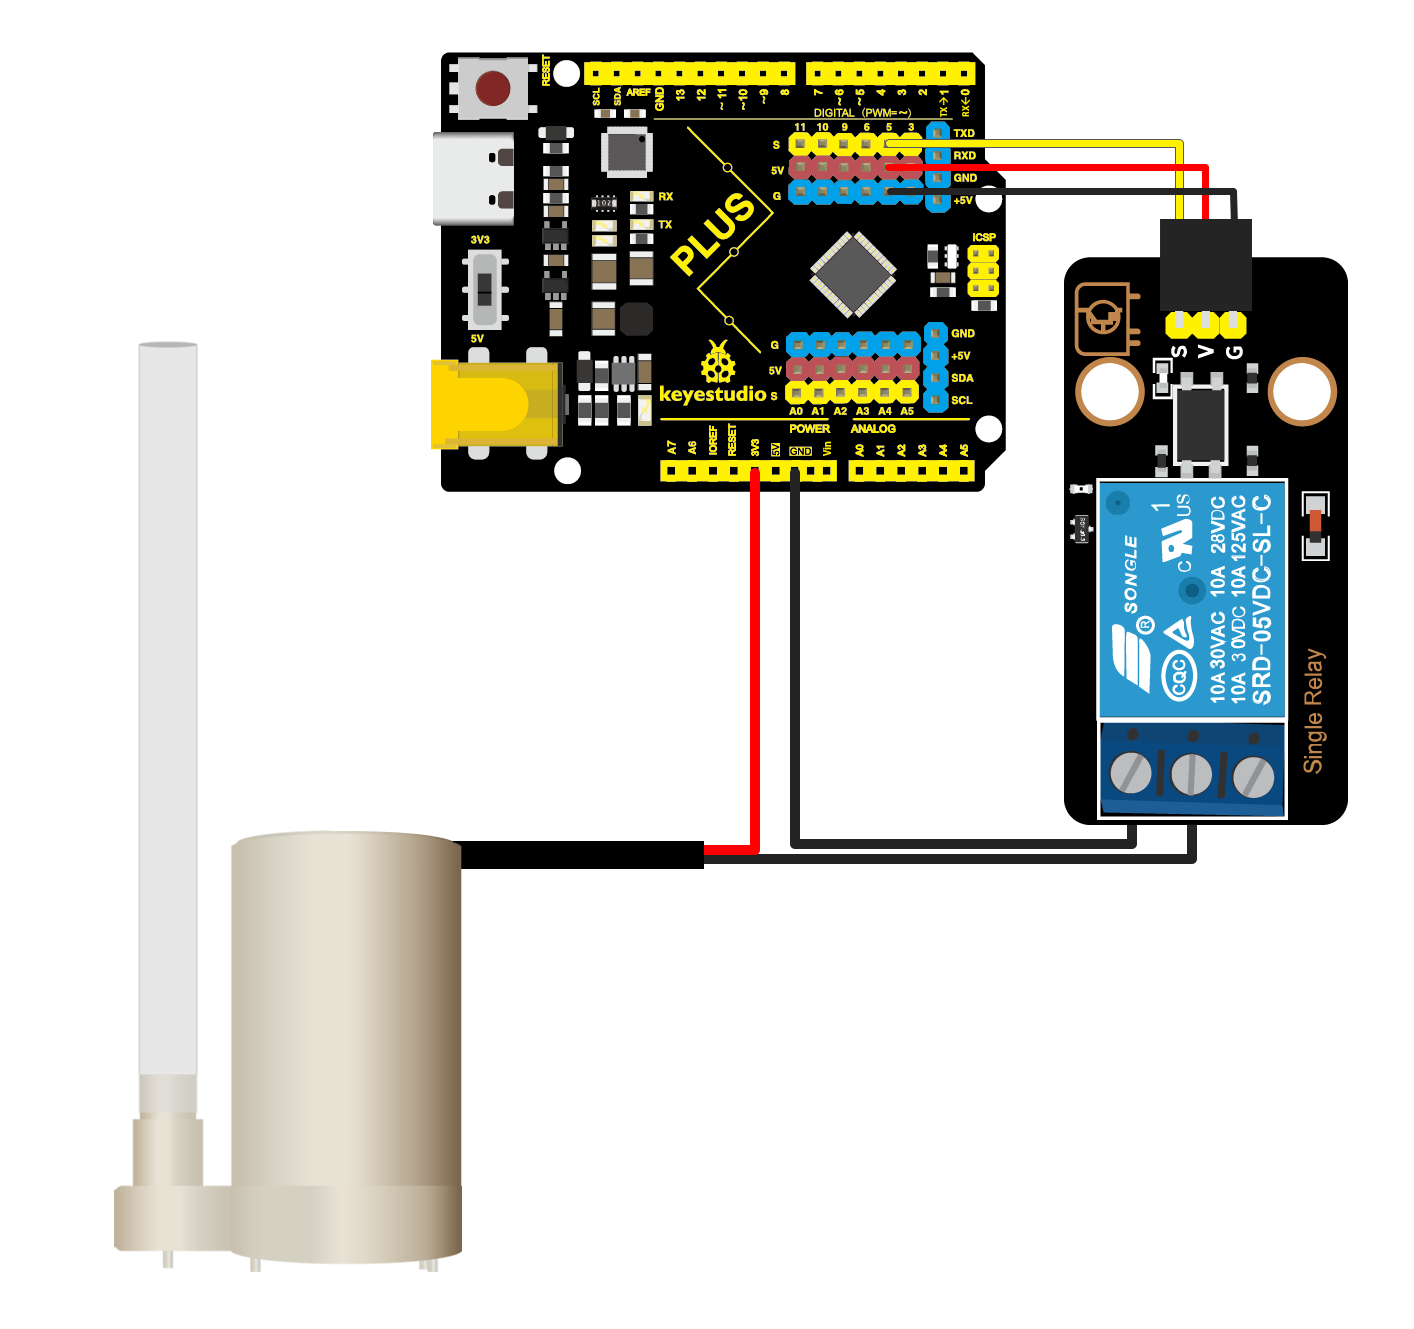 RESET
SCL
SDA
AREF
GND
13
12
~11
~10
~9
8
7
~6
~5
4
3
2
TX→1
RX←0
DIGITAL (PWM=~)
11 10 9 6 5 3
S
5V
G
TXD
RXD
GND
+5V
RX
TX
102
3V3
5V
PLUS
ICSP
keyestudio
G
5V
S
A0 A1 A2 A3 A4 A5
GND
+5V
SDA
SCL
POWER
ANALOG
A7
A6
IOREF
RESET
3V3
5V
GND
Vin
A0
A1
A2
A3
A4
A5
S
V
G
SONGLE
®
C
US
1
CQC
10A 30VAC 10A 28VDC
10A 3 0VDC 10A 125VAC
SRD-05VDC-SL-C
Single Relay